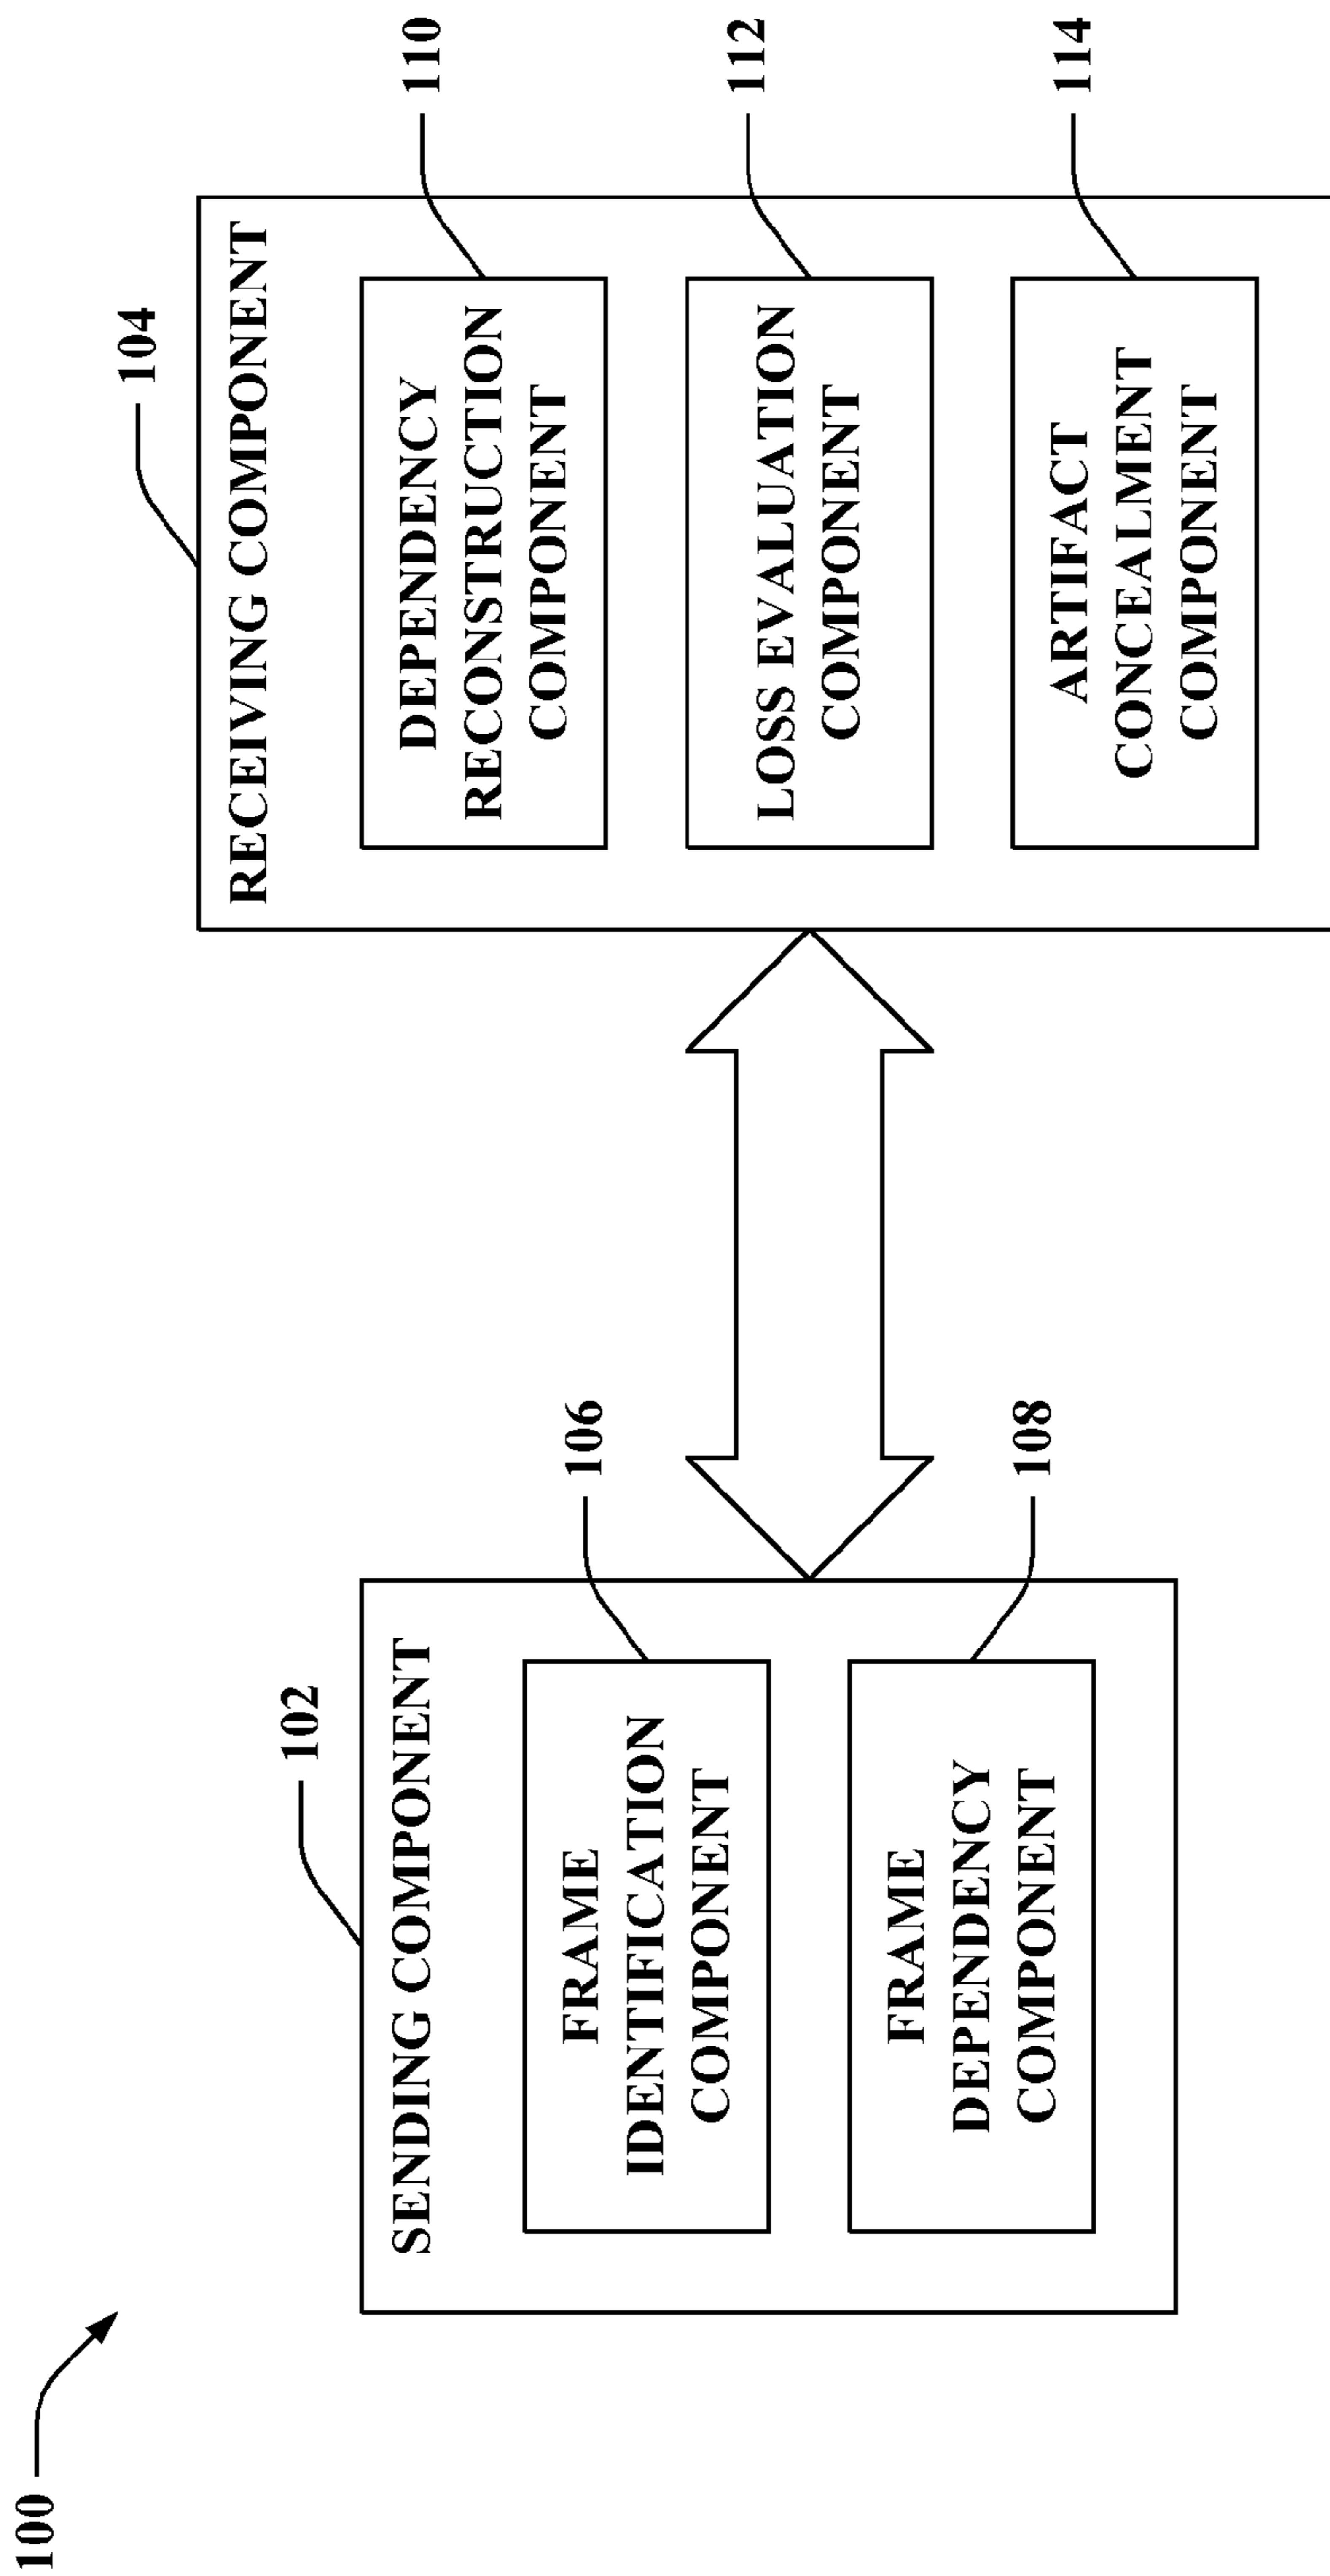 100
102
SENDING COMPONENT
106
FRAME
IDENTIFICATION
COMPONENT
108
FRAME
DEPENDENCY
COMPONENT
104
RECEIVING COMPONENT
110
DEPENDENCY
RECONSTRUCTION
COMPONENT
112
LOSS EVALUATION
COMPONENT
114
ARTIFACT
CONCEALMENT
COMPONENT